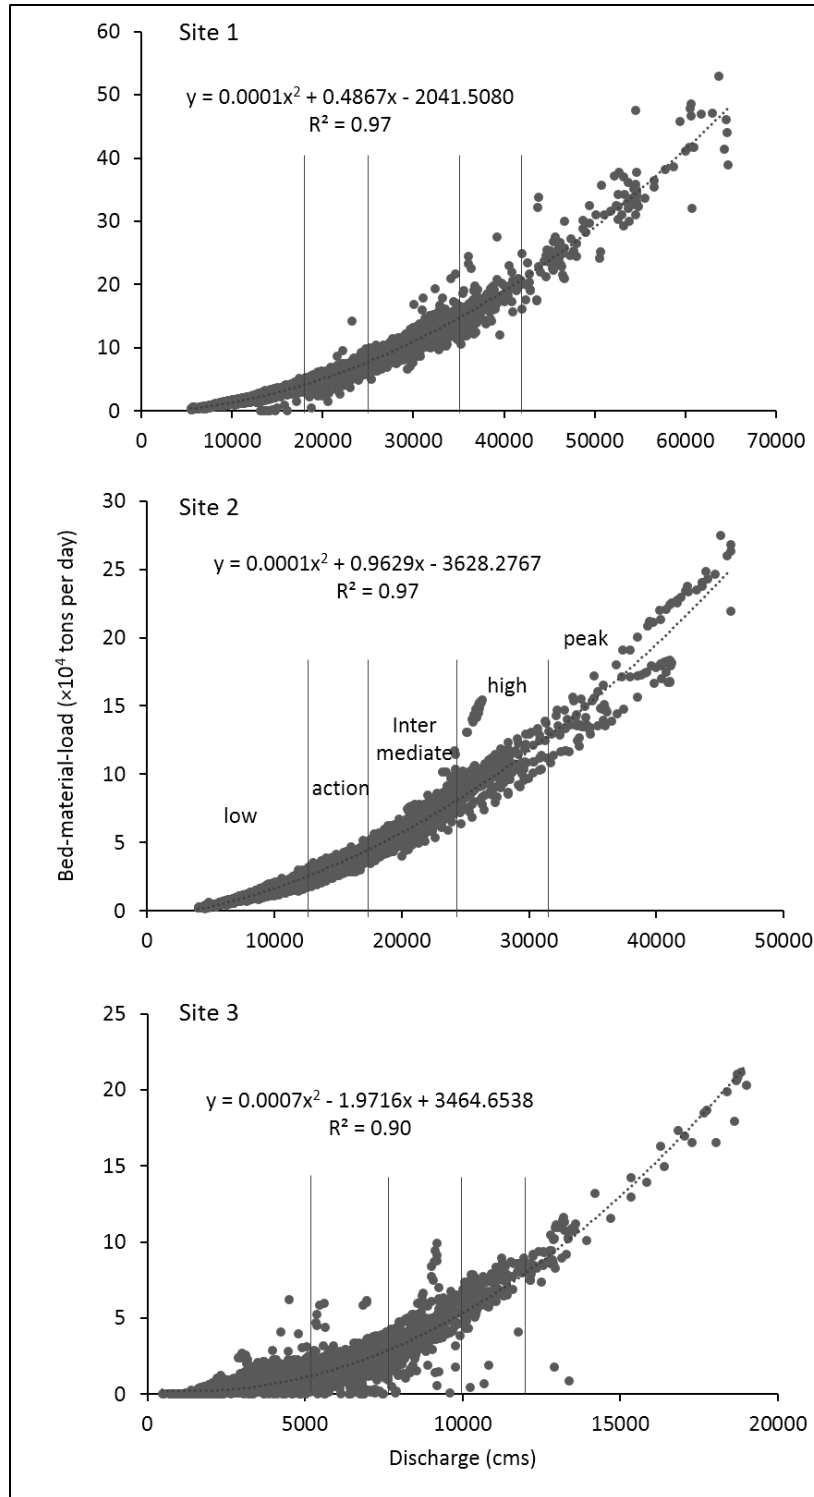 Site 1
y = 0.0001x² + 0.4867x - 2041.5080
R² = 0.97
60
50
40
30
20
10
0
0 10000 20000 30000 40000 50000 60000 70000
Bed-material-load (×10⁴ tons per day)
Site 2
y = 0.0001x² + 0.9629x - 3628.2767
R² = 0.97
30
25
20
15
10
5
0
peak
high
Inter
mediate
action
low
0 10000 20000 30000 40000 50000
Site 3
y = 0.0007x² - 1.9716x + 3464.6538
R² = 0.90
25
20
15
10
5
0
0 5000 10000 15000 20000
Discharge (cms)